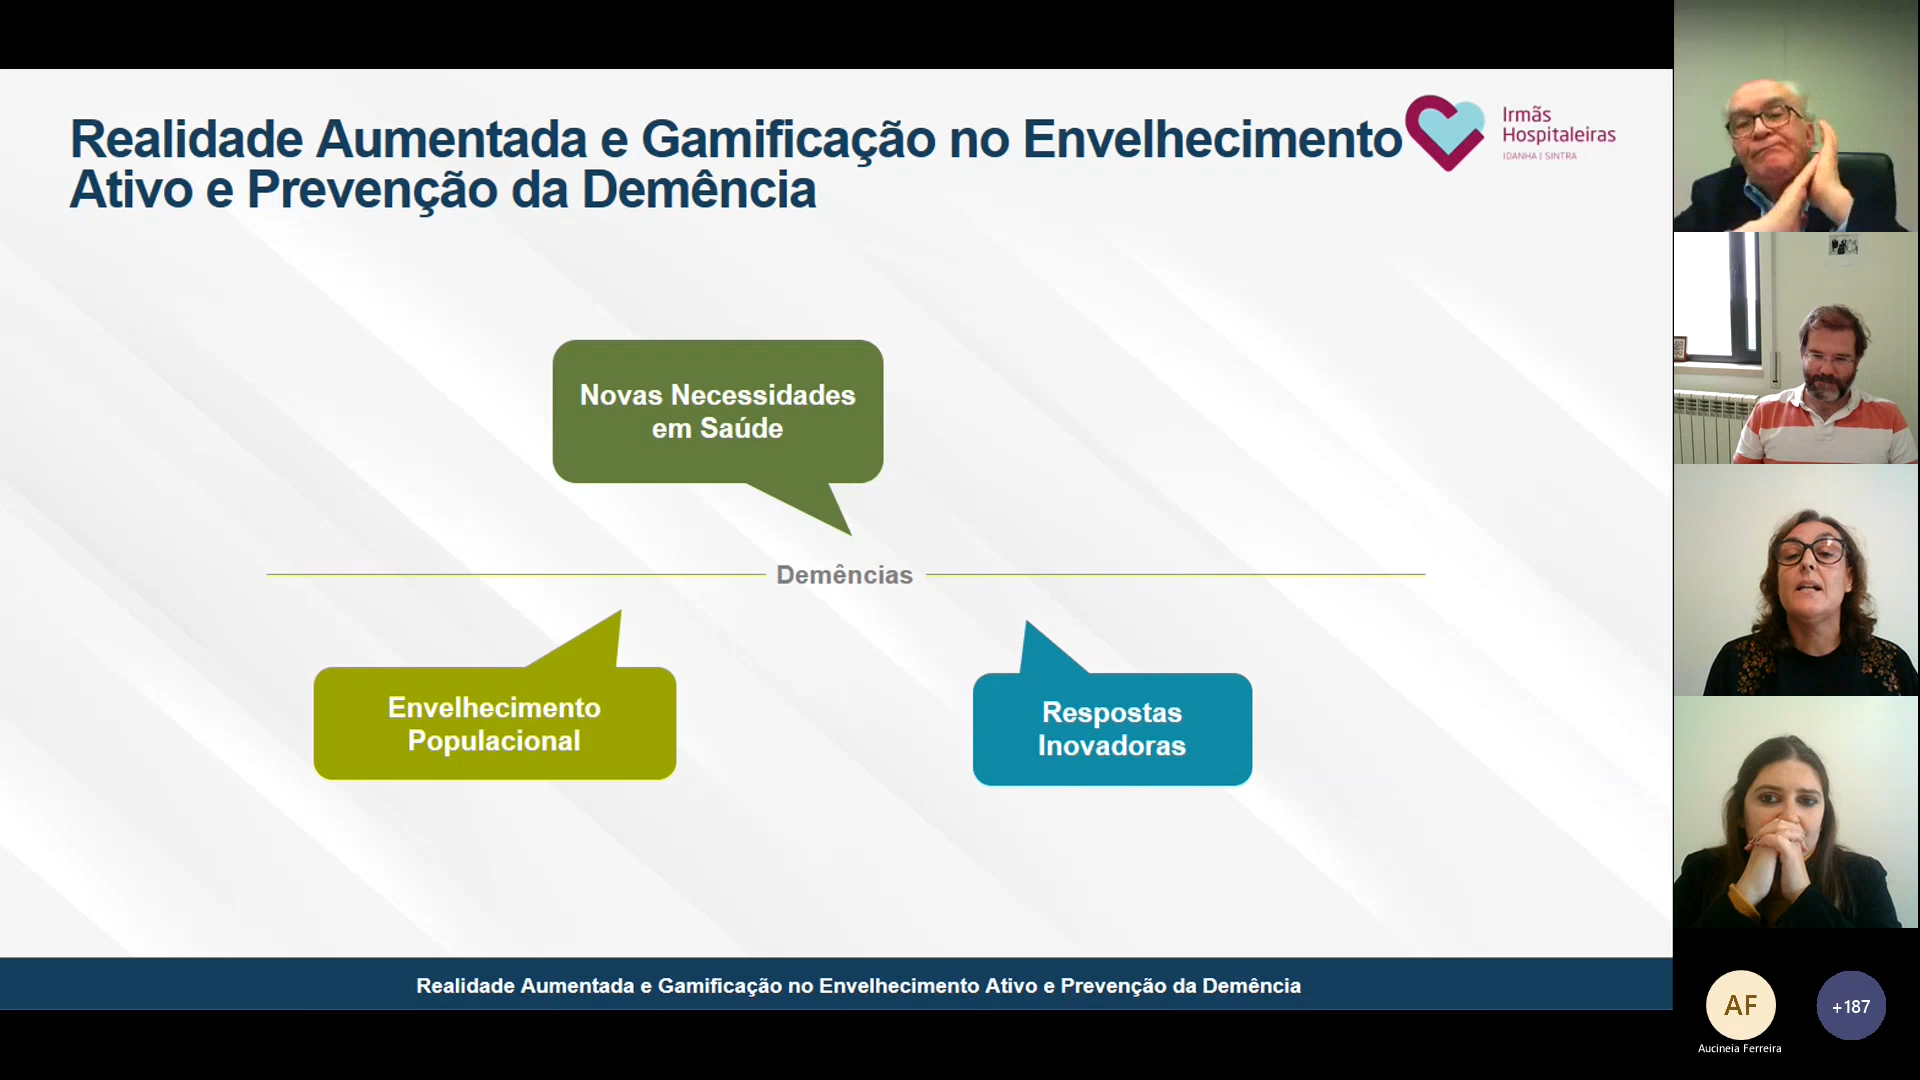 Realidade Aumentada e Gamificação no Envelhecimento
Ativo e Prevenção da Demência
Irmãs
Hospitaleiras
IDANHA | SINTRA
Novas Necessidades
em Saúde
Demências
Envelhecimento
Populacional
Respostas
Inovadoras
Realidade Aumentada e Gamificação no Envelhecimento Ativo e Prevenção da Demência
AF
+187
Aucineia Ferreira